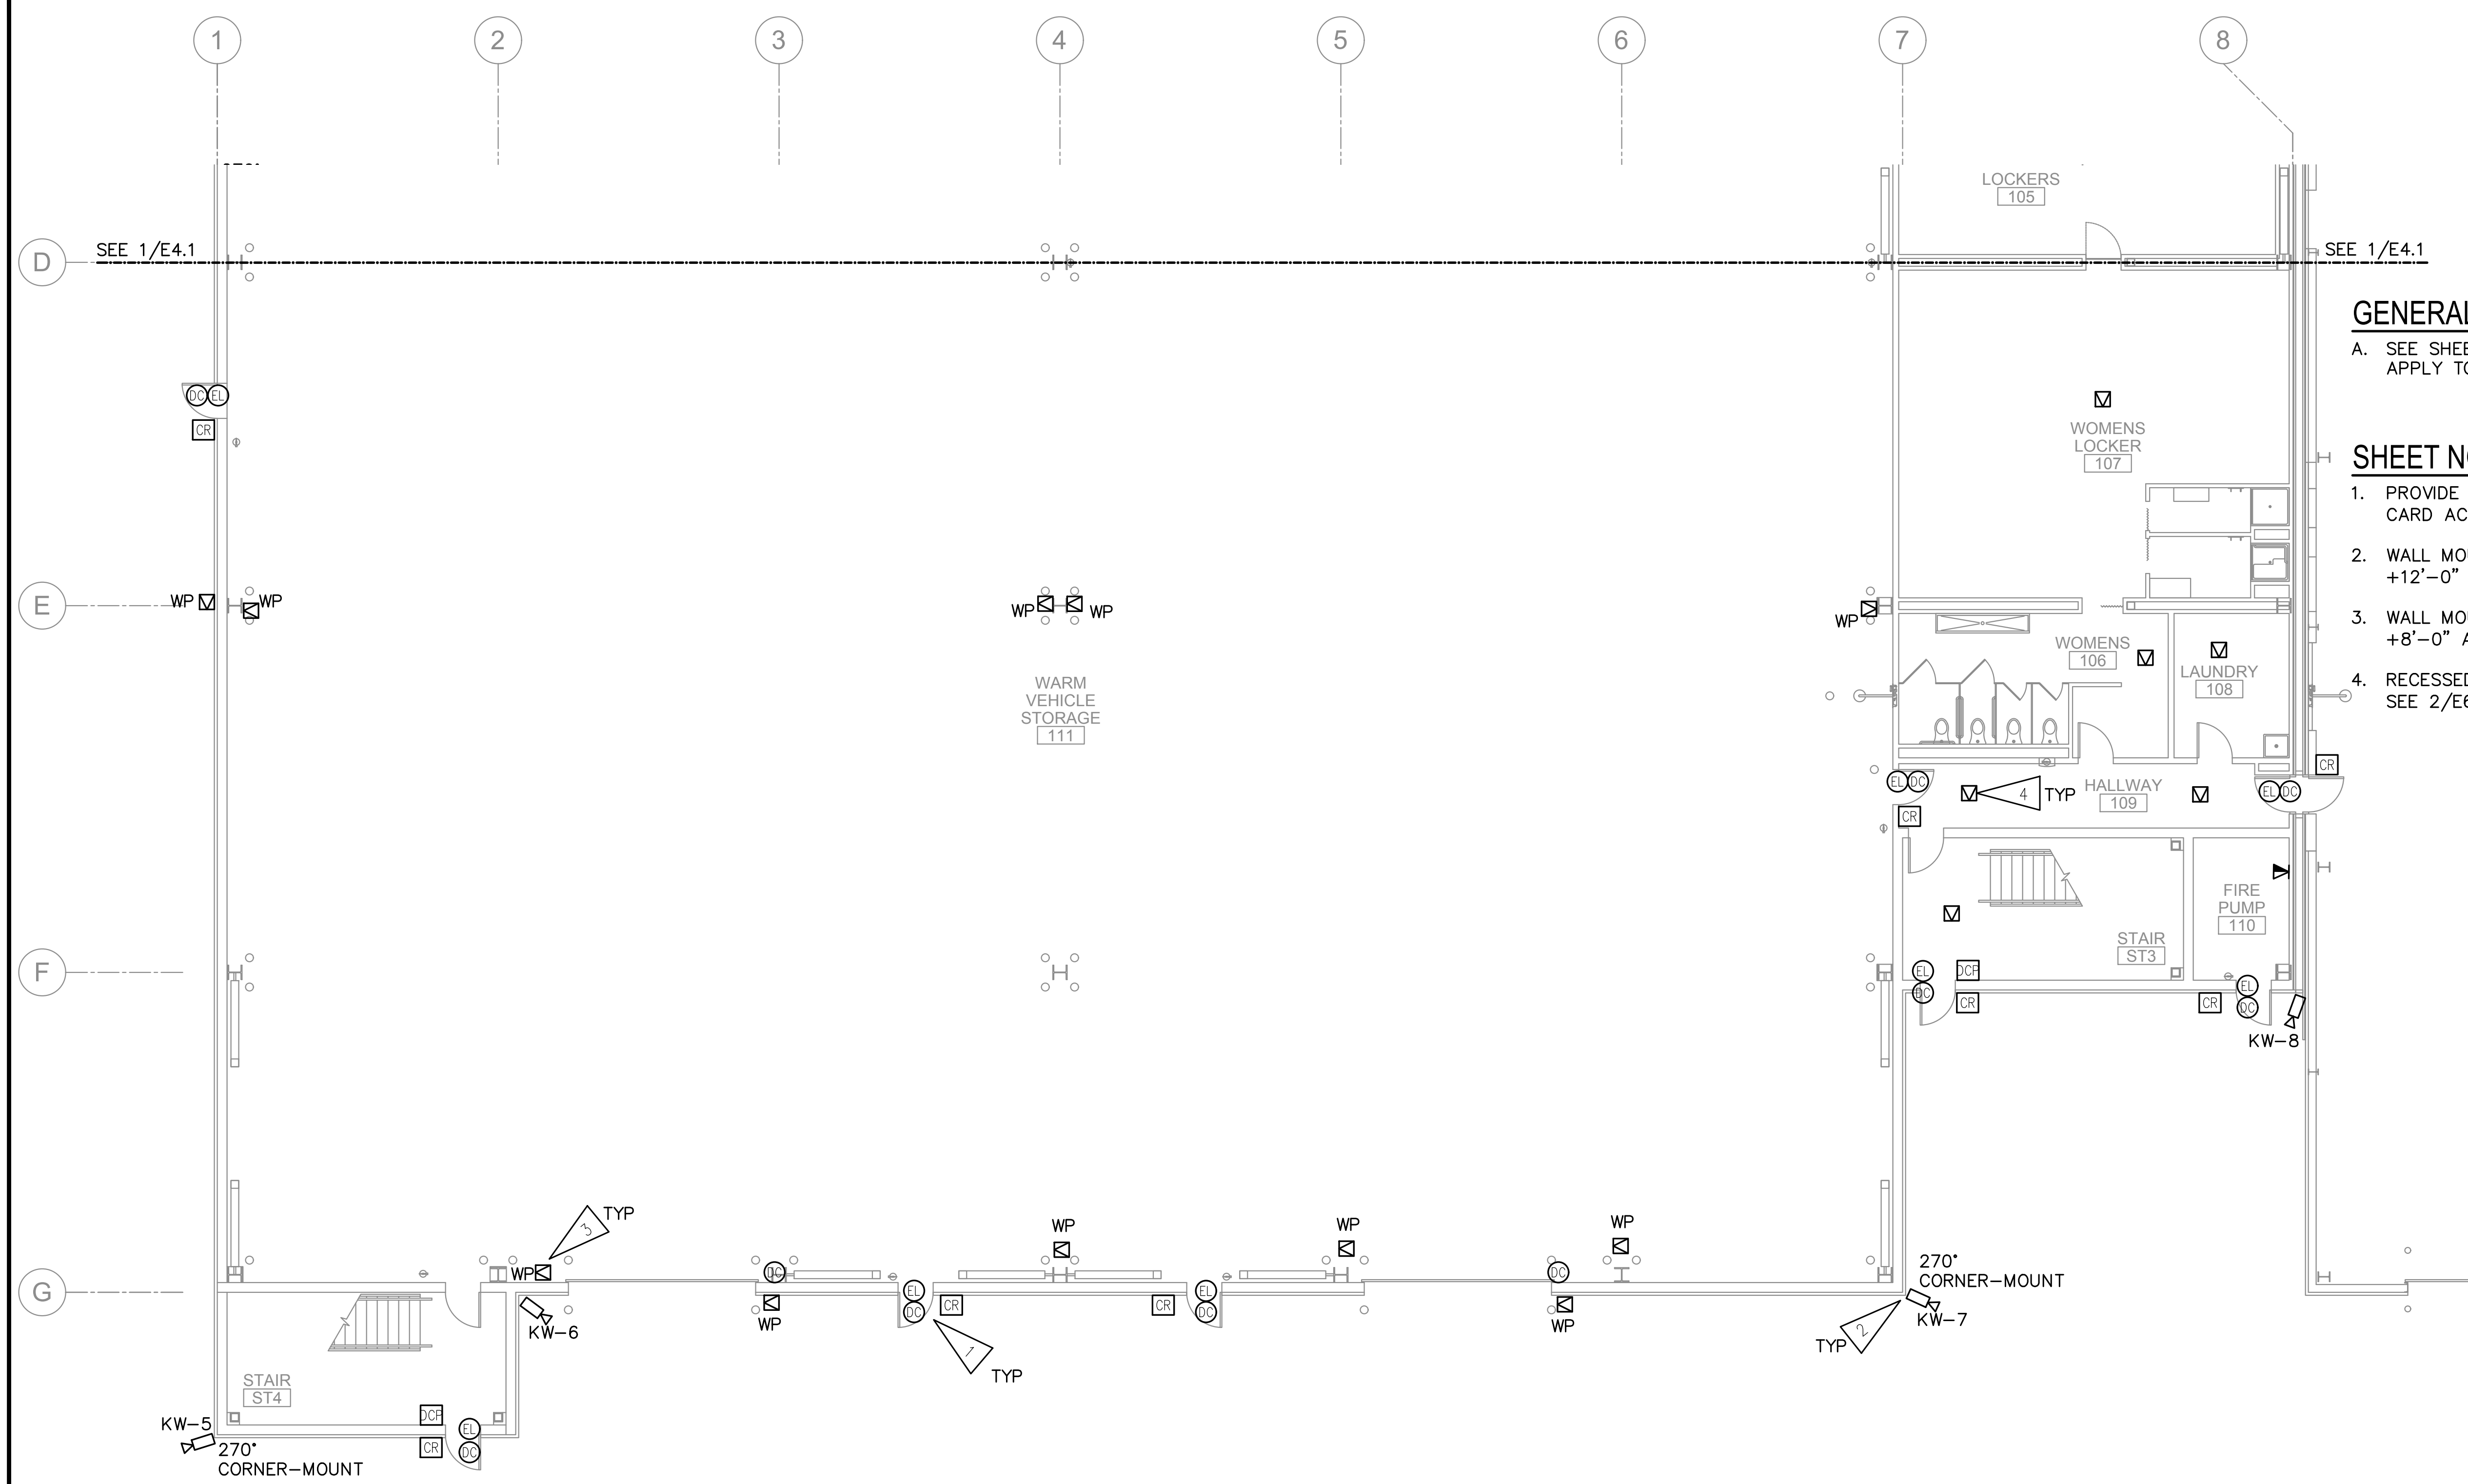 1 2 3 4 5 6 7 8
LOCKERS
105
D SEE 1/E4.1
SEE 1/E4.1
GENERAL
A. SEE SHEE
APPLY TO
DC EL
CR
WOMENS
LOCKER
107
SHEET NO
1. PROVIDE
CARD AC
2. WALL MOU
+12'-0"
3. WALL MOU
+8'-0" A
4. RECESSED
SEE 2/E6
E WP WP
WP WP
WP
WOMENS
106
LAUNDRY
108
WARM
VEHICLE
STORAGE
111
CR
EL DC
4 TYP
HALLWAY
109
EL DC
CR
FIRE
PUMP
110
STAIR
ST3
F
EL DCP
DC CR
CR EL
DC
KW-8
3 TYP
WP
WP
WP
WP
G
DC
DC
270°
CORNER-MOUNT
KW-7
EL
DC
CR
CR
EL
DC
KW-6
WP
WP
1 TYP
TYP 2
STAIR
ST4
DCP
EL
CR
DC
KW-5
270°
CORNER-MOUNT